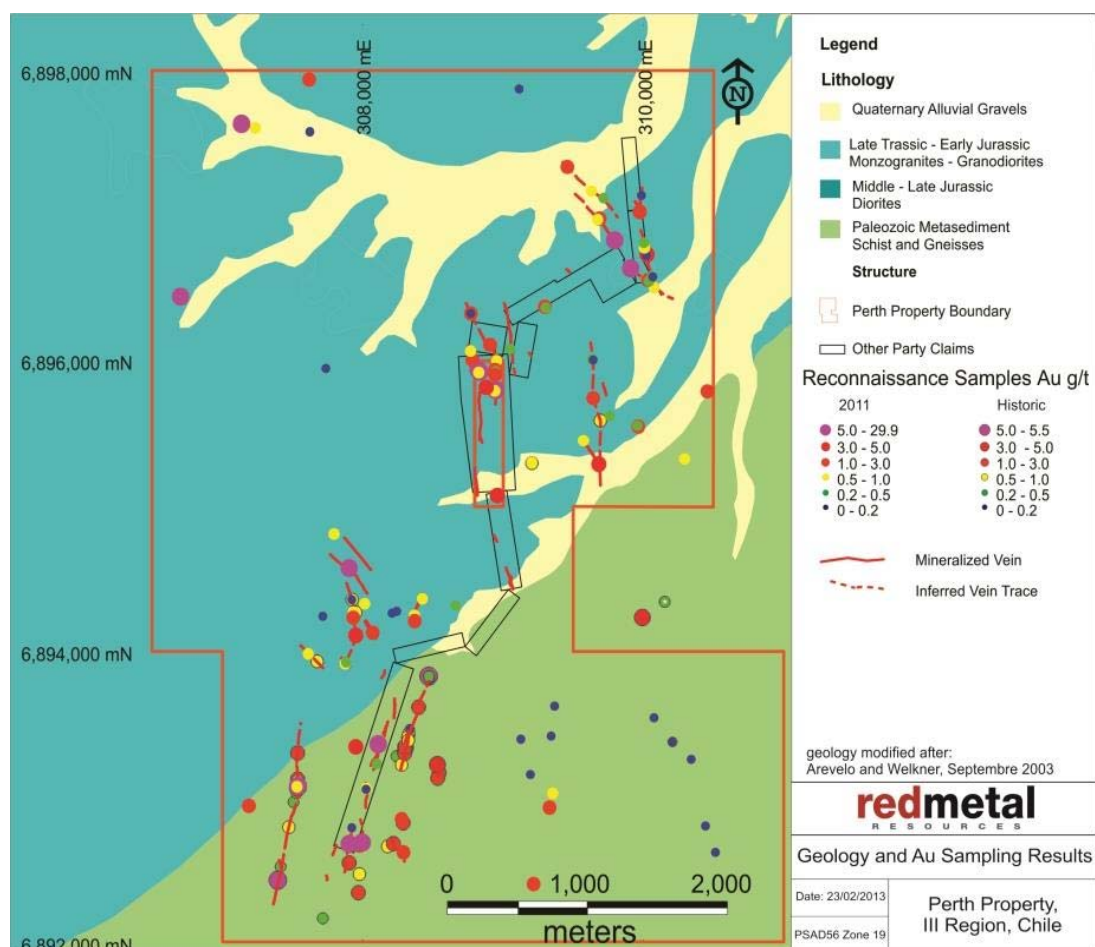 6,898,000 mN
308,000 mE
310,000 mE
N
6,896,000 mN
6,894,000 mN
6,892,000 mN
0 1,000 2,000
meters
Legend
Lithology
Quaternary Alluvial Gravels
Late Trassic - Early Jurassic
Monzogranites - Granodiorites
Middle - Late Jurassic
Diorites
Paleozoic Metasediment
Schist and Gneisses
Structure
Perth Property Boundary
Other Party Claims
Reconnaissance Samples Au g/t
2011 Historic
5.0 - 29.9 5.0 - 5.5
3.0 - 5.0 3.0 - 5.0
1.0 - 3.0 1.0 - 3.0
0.5 - 1.0 0.5 - 1.0
0.2 - 0.5 0.2 - 0.5
0 - 0.2 0 - 0.2
Mineralized Vein
Inferred Vein Trace
geology modified after:
Arevelo and Welkner, Septembre 2003
redmetal
RESOURCES
Geology and Au Sampling Results
Date: 23/02/2013
PSAD56 Zone 19
Perth Property,
III Region, Chile